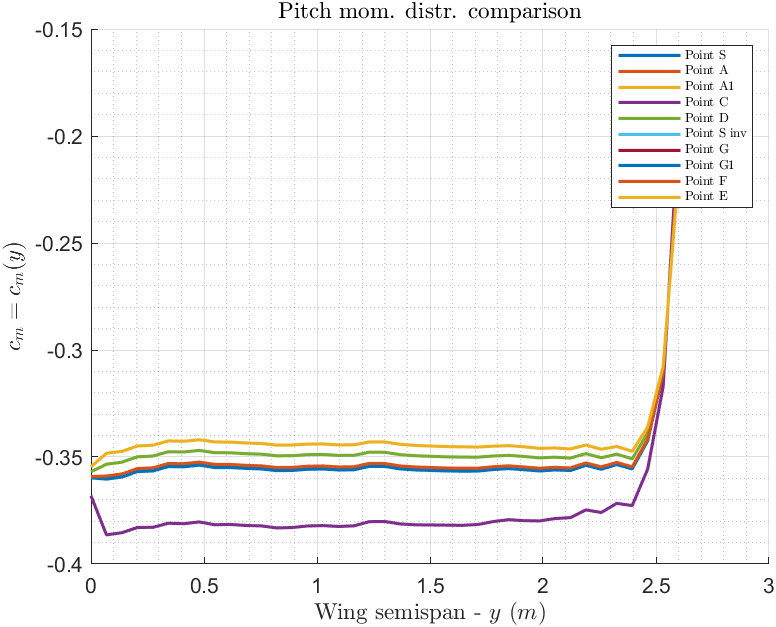 Pitch mom. distr. comparison
-0.15
-0.2
-0.25
-0.3
-0.35
-0.4
c_m = c_m(y)
Point S
Point A
Point A1
Point C
Point D
Point S inv
Point G
Point G1
Point F
Point E
0 0.5 1 1.5 2 2.5 3
Wing semispan - y (m)